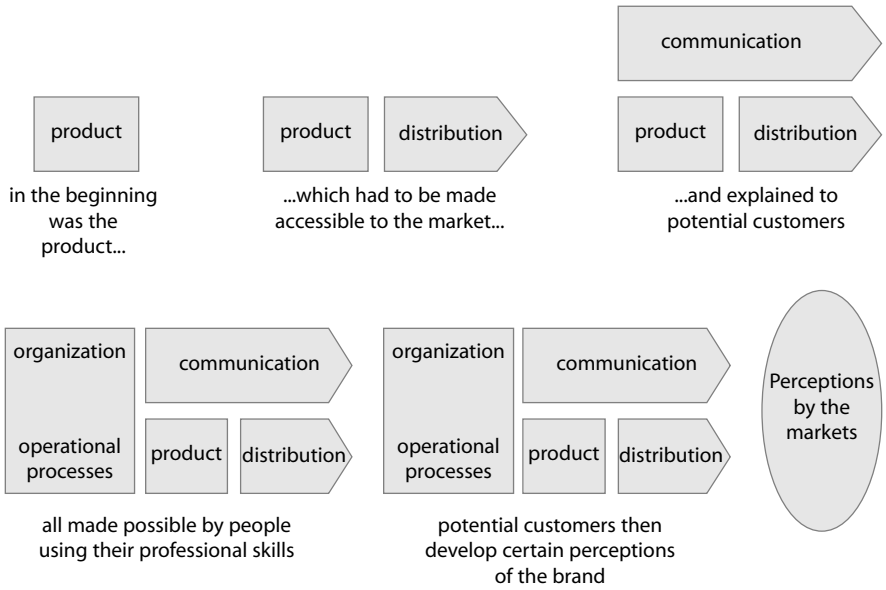 communication
product
product
distribution
product
distribution
in the beginning
was the
product...
...which had to be made
accessible to the market...
...and explained to
potential customers
organization
communication
operational
processes
product
distribution
organization
communication
operational
processes
product
distribution
Perceptions
by the
markets
all made possible by people
using their professional skills
potential customers then
develop certain perceptions
of the brand